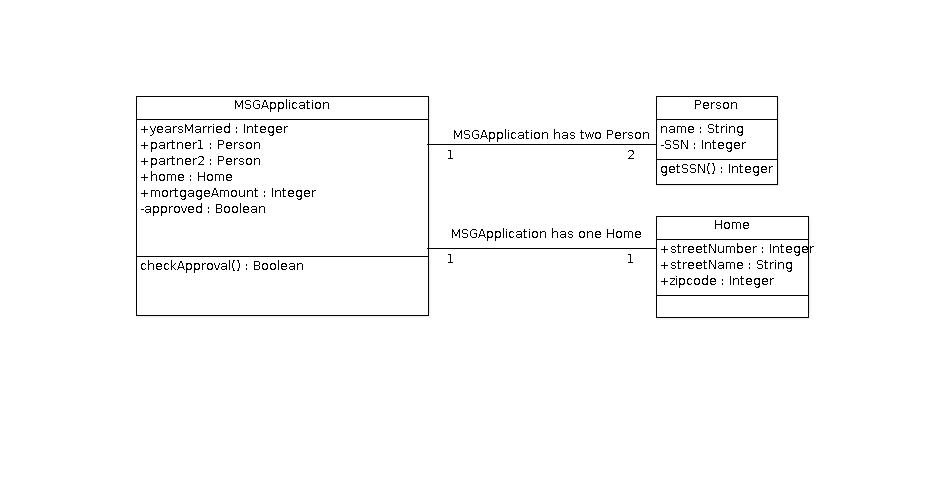 MSGApplication
+yearsMarried : Integer
+partner1 : Person
+partner2 : Person
+home : Home
+mortgageAmount : Integer
-approved : Boolean
checkApproval() : Boolean
MSGApplication has two Person
1
2
Person
name : String
-SSN : Integer
getSSN() : Integer
MSGApplication has one Home
1
1
Home
+streetNumber : Integer
+streetName : String
+zipcode : Integer